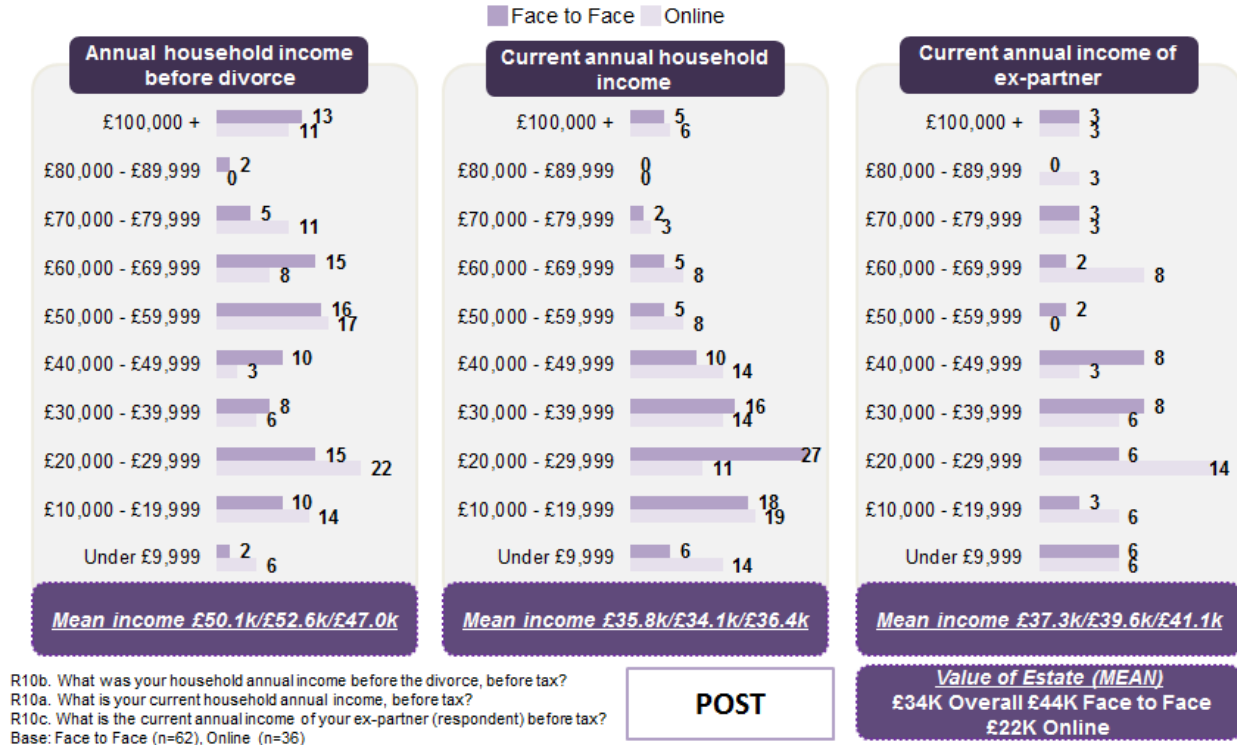 Face to Face Online
Annual household income
before divorce
£100,000 + 13
11
£80,000 - £89,999 2
0
£70,000 - £79,999 5
11
£60,000 - £69,999 15
8
£50,000 - £59,999 16
17
£40,000 - £49,999 10
3
£30,000 - £39,999 8
6
£20,000 - £29,999 15
22
£10,000 - £19,999 10
14
Under £9,999 2
6
Mean income £50.1k/£52.6k/£47.0k
Current annual household
income
£100,000 + 5
6
£80,000 - £89,999 0
0
£70,000 - £79,999 2
3
£60,000 - £69,999 5
8
£50,000 - £59,999 5
8
£40,000 - £49,999 10
14
£30,000 - £39,999 16
14
£20,000 - £29,999 27
11
£10,000 - £19,999 18
19
Under £9,999 6
14
Mean income £35.8k/£34.1k/£36.4k
Current annual income of
ex-partner
£100,000 + 3
3
£80,000 - £89,999 0
3
£70,000 - £79,999 3
3
£60,000 - £69,999 2
8
£50,000 - £59,999 2
0
£40,000 - £49,999 8
3
£30,000 - £39,999 8
6
£20,000 - £29,999 6
14
£10,000 - £19,999 3
6
Under £9,999 6
6
Mean income £37.3k/£39.6k/£41.1k
R10b. What was your household annual income before the divorce, before tax?
R10a. What is your current household annual income, before tax?
R10c. What is the current annual income of your ex-partner (respondent) before tax?
Base: Face to Face (n=62), Online (n=36)
POST
Value of Estate (MEAN)
£34K Overall £44K Face to Face
£22K Online